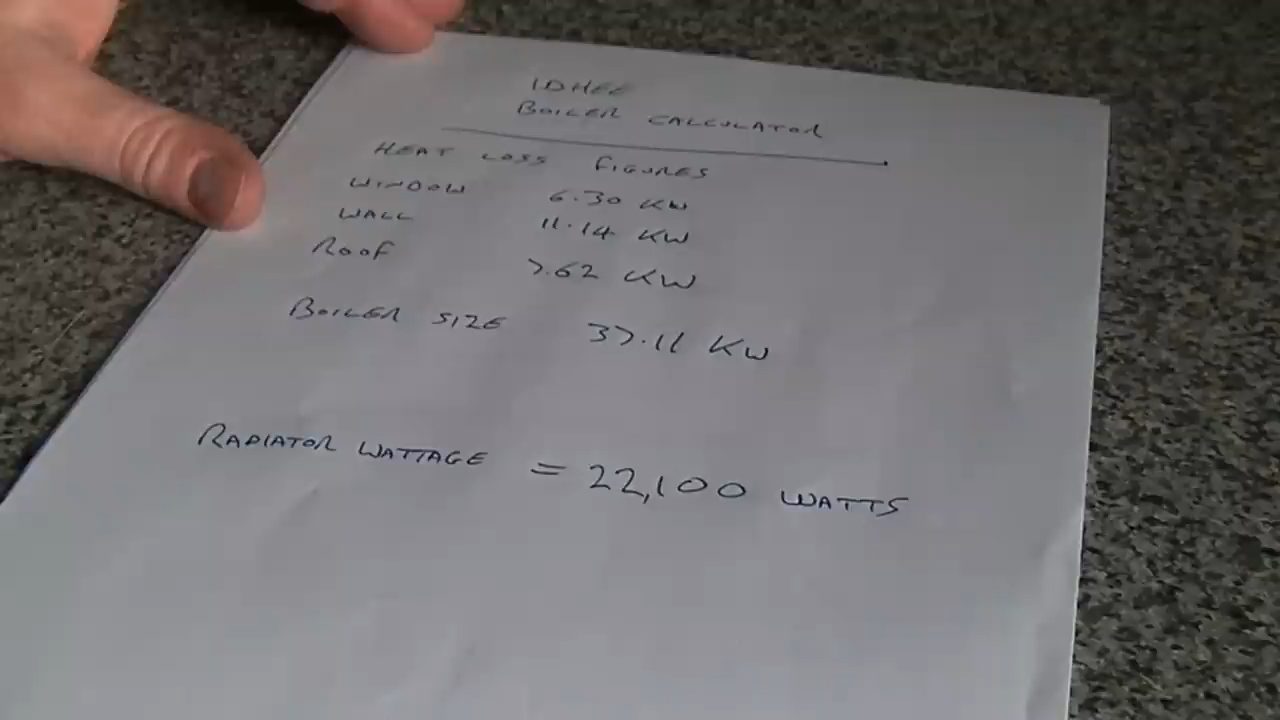 IDHEE
BOILER CALCULATOR
HEAT LOSS FIGURES
WINDOW 6.30 KW
WALL 11.14 KW
ROOF 7.62 KW
BOILER SIZE 37.11 KW
RADIATOR WATTAGE = 22,100 WATTS